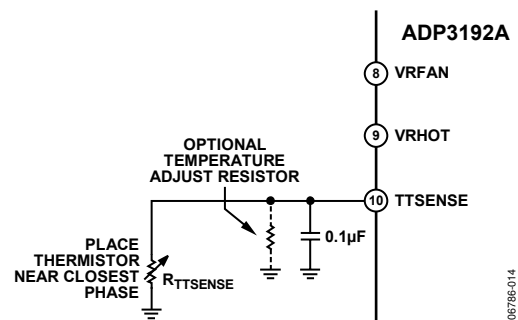 ADP3192A
8 VRFAN
9 VRHOT
OPTIONAL
TEMPERATURE
ADJUST RESISTOR
10 TTSENSE
0.1µF
PLACE
THERMISTOR
NEAR CLOSEST
PHASE
RTTSENSE
06786-014